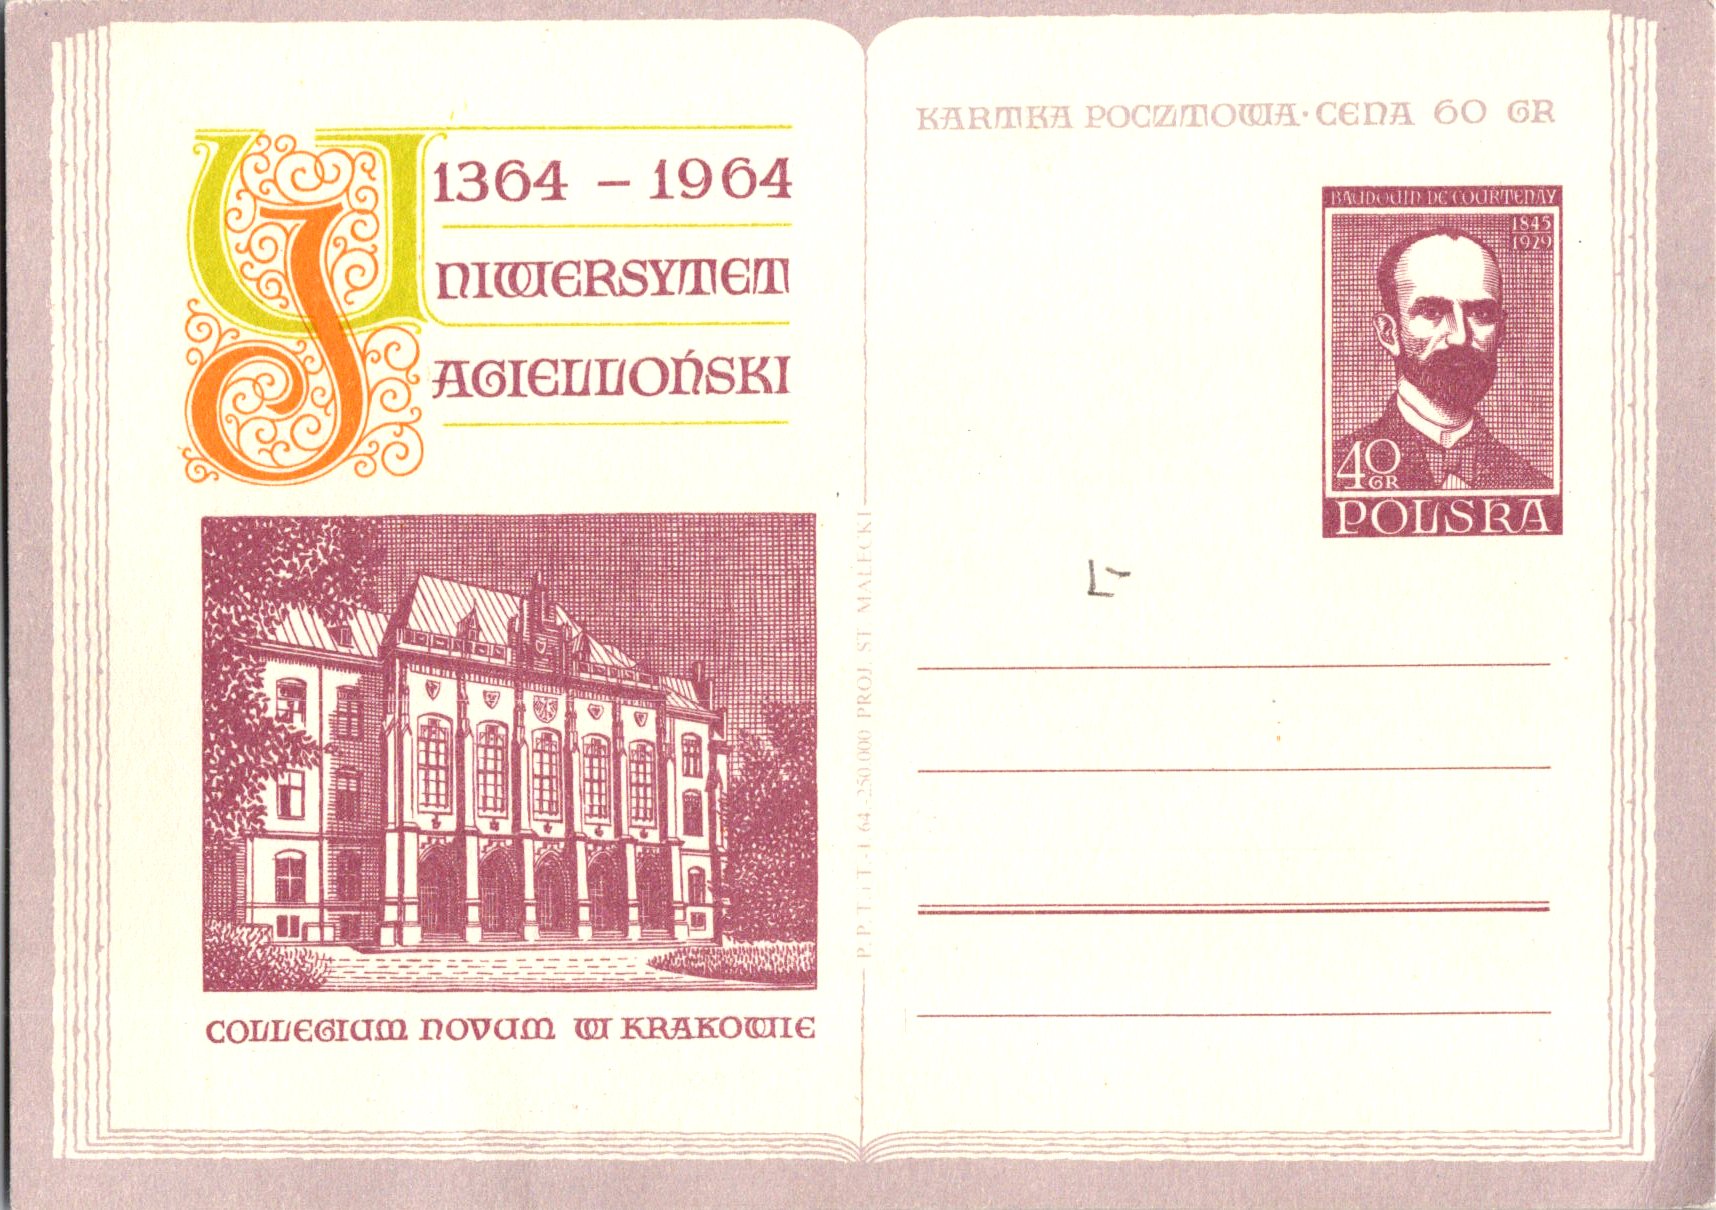 1364 – 1964
UNIWERSYTET
JAGIELLOŃSKI
COLLEGIUM NOVUM W KRAKOWIE
P. P. T. i T.-I 64 -250.000 PROJ. ST MAŁECKI
KARTKA POCZTOWA·CENA 60 GR
BAUDOUIN DE COURTENAY
1845
1929
40
GR
POLSKA